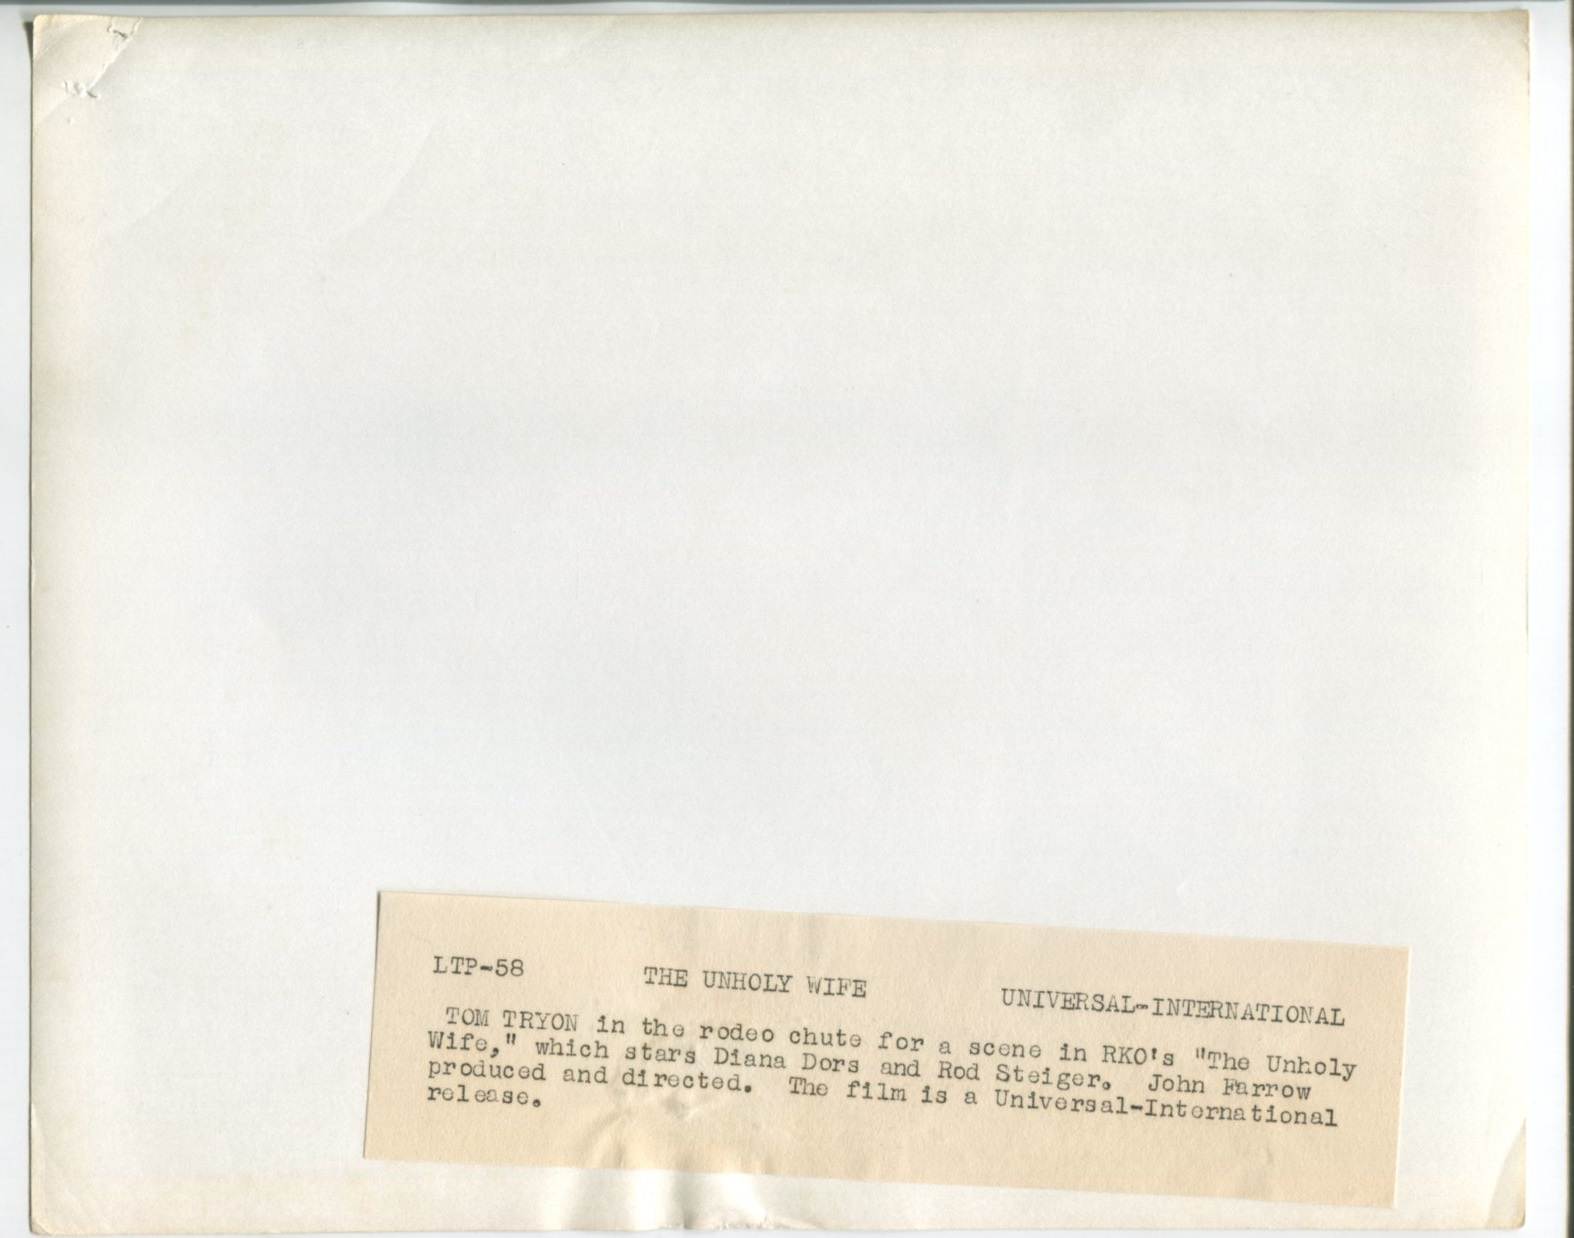 LTP-58 THE UNHOLY WIFE UNIVERSAL-INTERNATIONAL
TOM TRYON in the rodeo chute for a scene in RKO's "The Unholy
Wife," which stars Diana Dors and Rod Steiger. John Farrow
produced and directed. The film is a Universal-International
release.